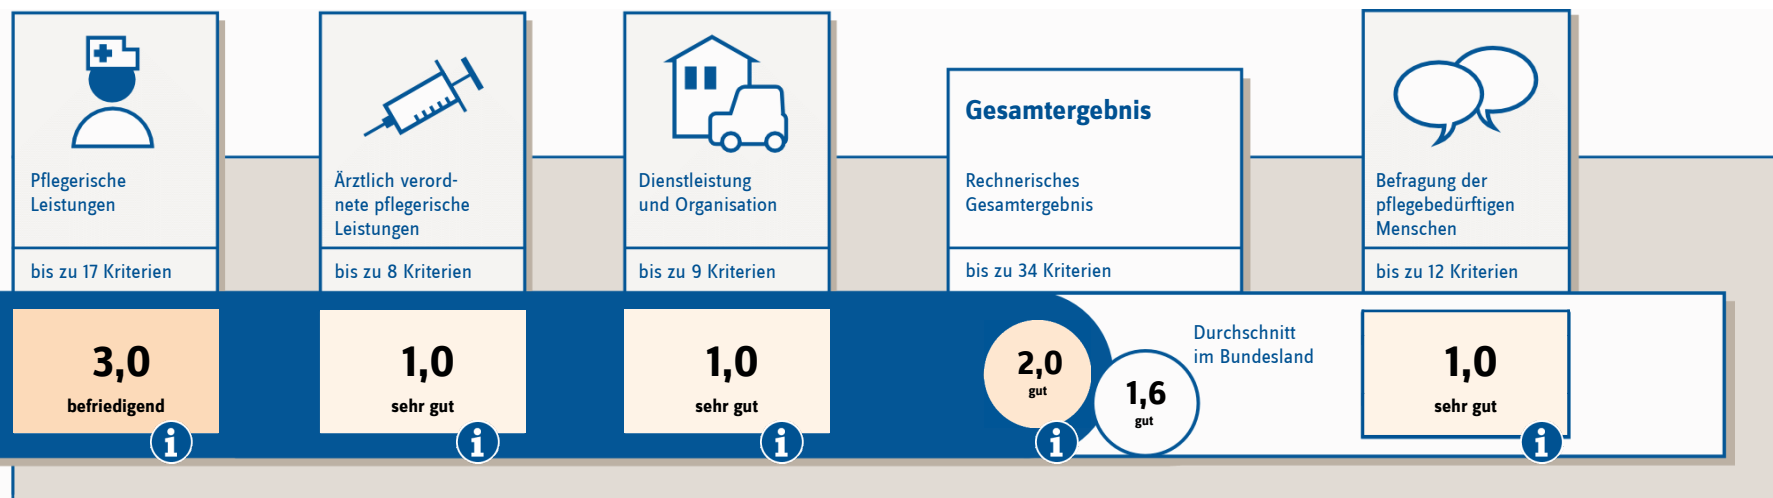 Pflegerische
Leistungen
bis zu 17 Kriterien
3,0
befriedigend
i
Ärztlich verord-
nete pflegerische
Leistungen
bis zu 8 Kriterien
1,0
sehr gut
i
Dienstleistung
und Organisation
bis zu 9 Kriterien
1,0
sehr gut
i
Gesamtergebnis
Rechnerisches
Gesamtergebnis
bis zu 34 Kriterien
2,0
gut
i
1,6
gut
Durchschnitt
im Bundesland
Befragung der
pflegebedürftigen
Menschen
bis zu 12 Kriterien
1,0
sehr gut
i